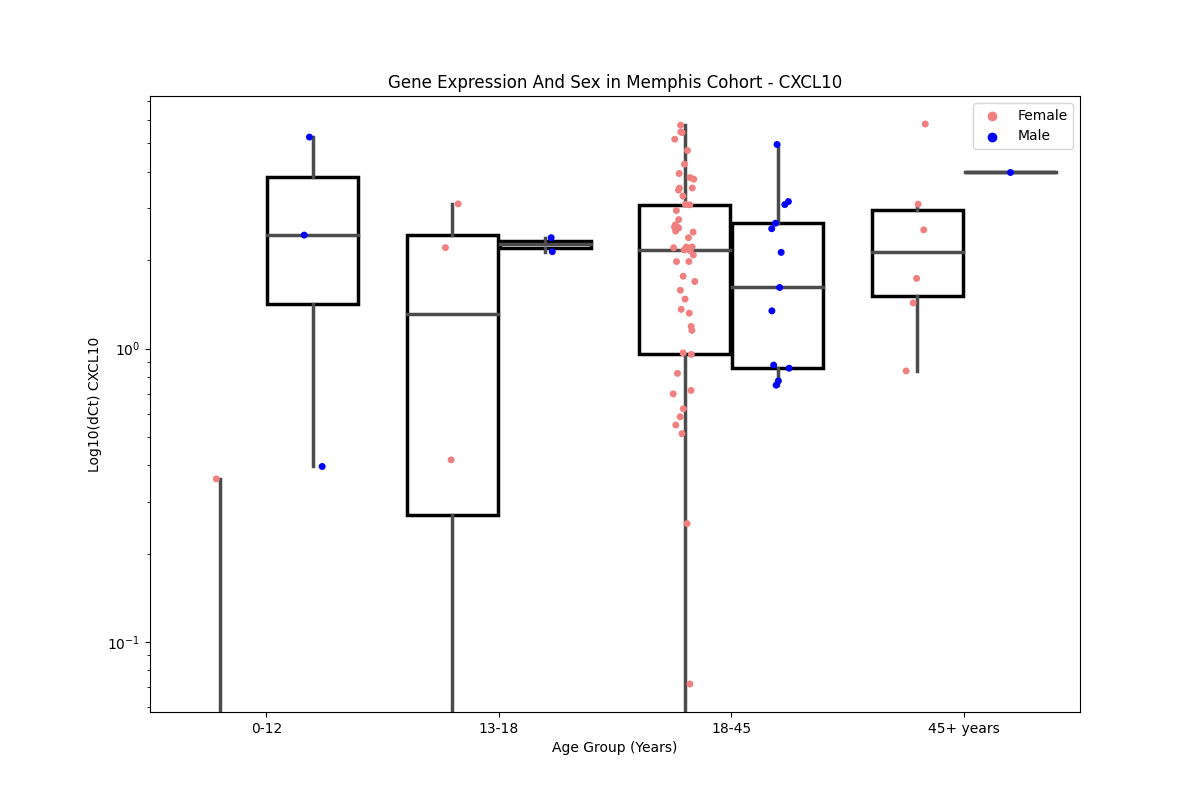 Gene Expression And Sex in Memphis Cohort - CXCL10
Female
Male
Log10(dCt) CXCL10
10⁰
10⁻¹
0-12
13-18
18-45
45+ years
Age Group (Years)